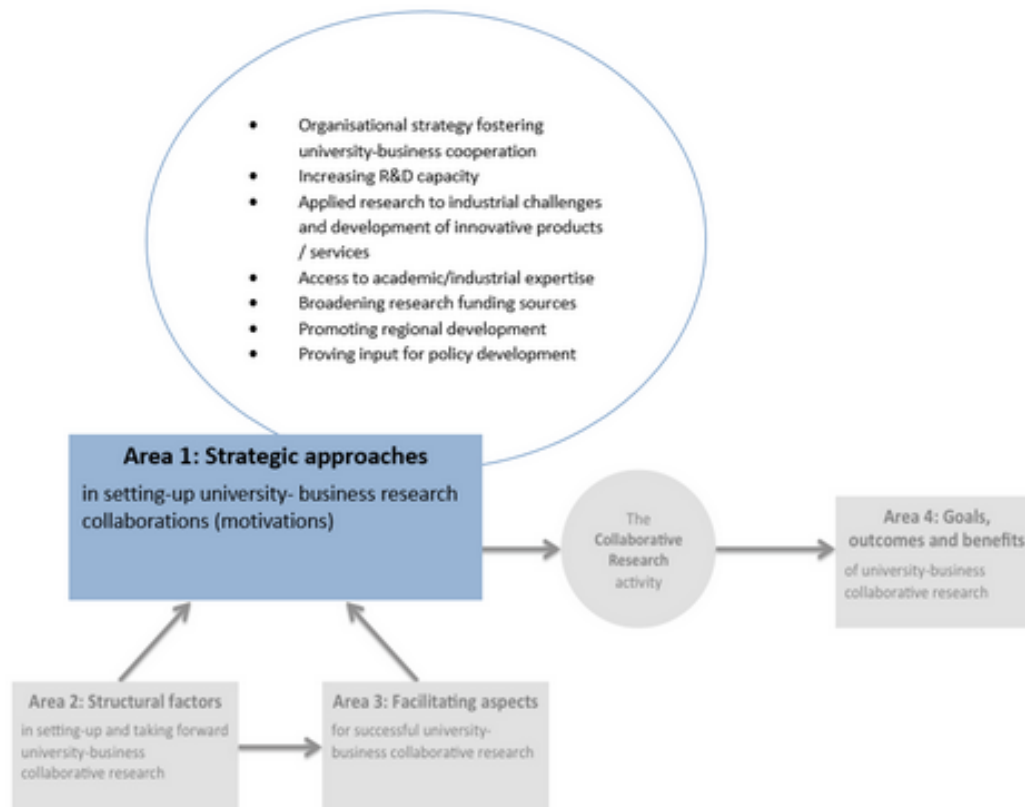 • Organisational strategy fostering
university-business cooperation
• Increasing R&D capacity
• Applied research to industrial challenges
and development of innovative products
/ services
• Access to academic/industrial expertise
• Broadening research funding sources
• Promoting regional development
• Proving input for policy development
Area 1: Strategic approaches
in setting-up university- business research
collaborations (motivations)
The
Collaborative
Research
activity
Area 4: Goals,
outcomes and benefits
of university-business
collaborative research
Area 2: Structural factors
in setting-up and taking forward
university-business
collaborative research
Area 3: Facilitating aspects
for successful university-
business collaborative research